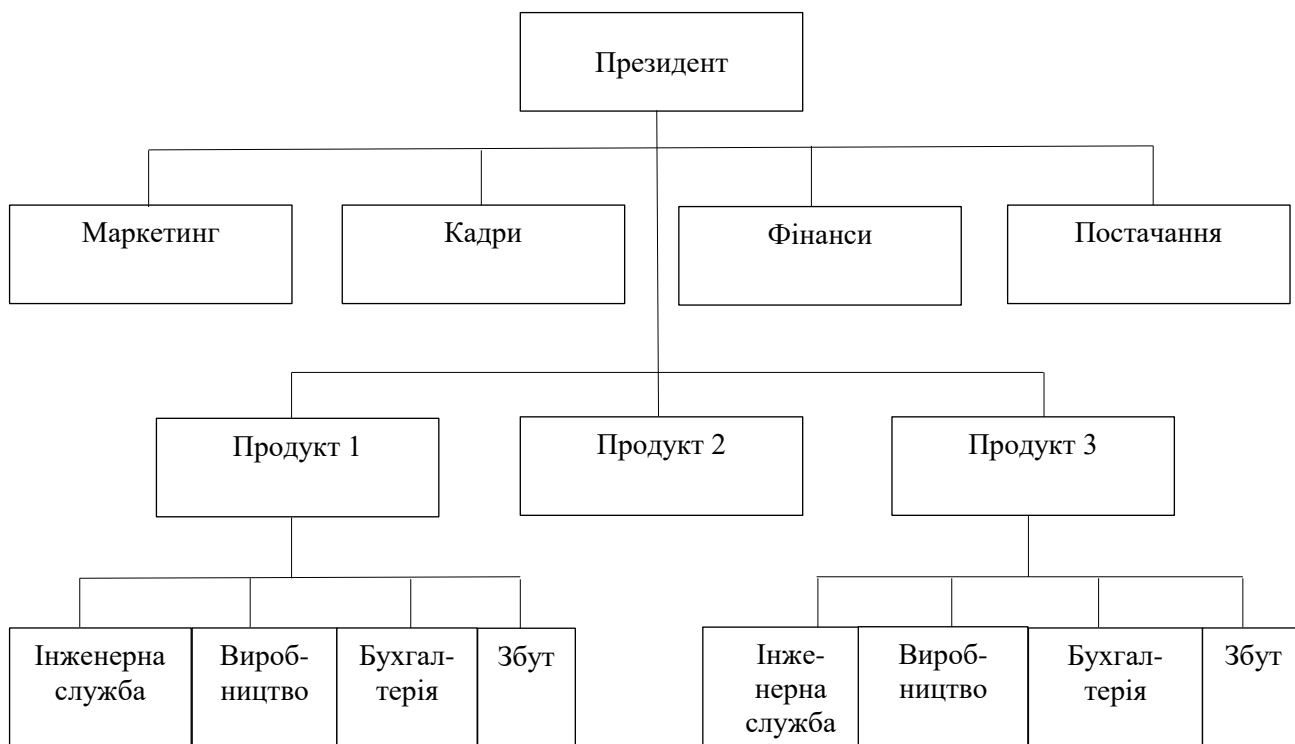 Президент
Маркетинг
Кадри
Фінанси
Постачання
Продукт 1
Продукт 2
Продукт 3
Інженерна
служба
Вироб-
ництво
Бухгал-
терія
Збут
Інже-
нерна
служба
Вироб-
ництво
Бухгал-
терія
Збут